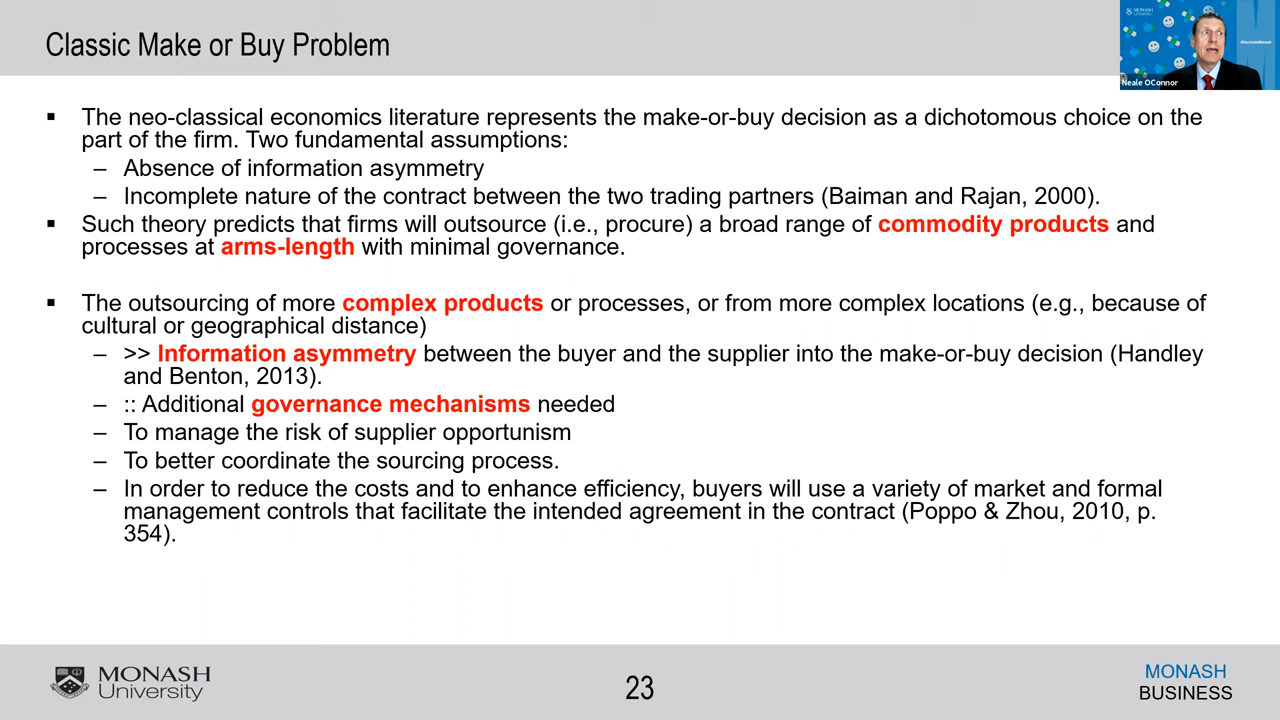 Classic Make or Buy Problem
MONASH
University
#VaccinateMonash
Neale OConnor
▪ The neo-classical economics literature represents the make-or-buy decision as a dichotomous choice on the
part of the firm. Two fundamental assumptions:
– Absence of information asymmetry
– Incomplete nature of the contract between the two trading partners (Baiman and Rajan, 2000).
▪ Such theory predicts that firms will outsource (i.e., procure) a broad range of commodity products and
processes at arms-length with minimal governance.
▪ The outsourcing of more complex products or processes, or from more complex locations (e.g., because of
cultural or geographical distance)
– >> Information asymmetry between the buyer and the supplier into the make-or-buy decision (Handley
and Benton, 2013).
– :: Additional governance mechanisms needed
– To manage the risk of supplier opportunism
– To better coordinate the sourcing process.
– In order to reduce the costs and to enhance efficiency, buyers will use a variety of market and formal
management controls that facilitate the intended agreement in the contract (Poppo & Zhou, 2010, p.
354).
MONASH
University
23
MONASH
BUSINESS